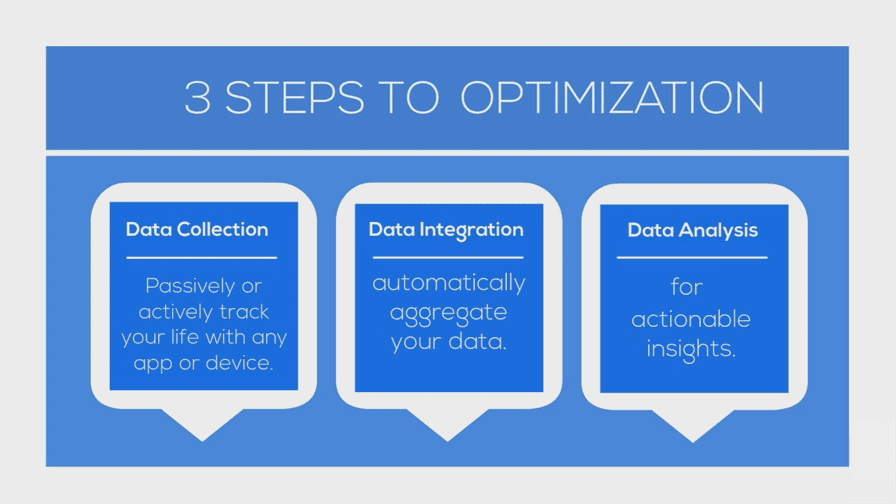 3 STEPS TO OPTIMIZATION
Data Collection
Passively or
actively track
your life with any
app or device.
Data Integration
automatically
aggregate
your data.
Data Analysis
for
actionable
insights.